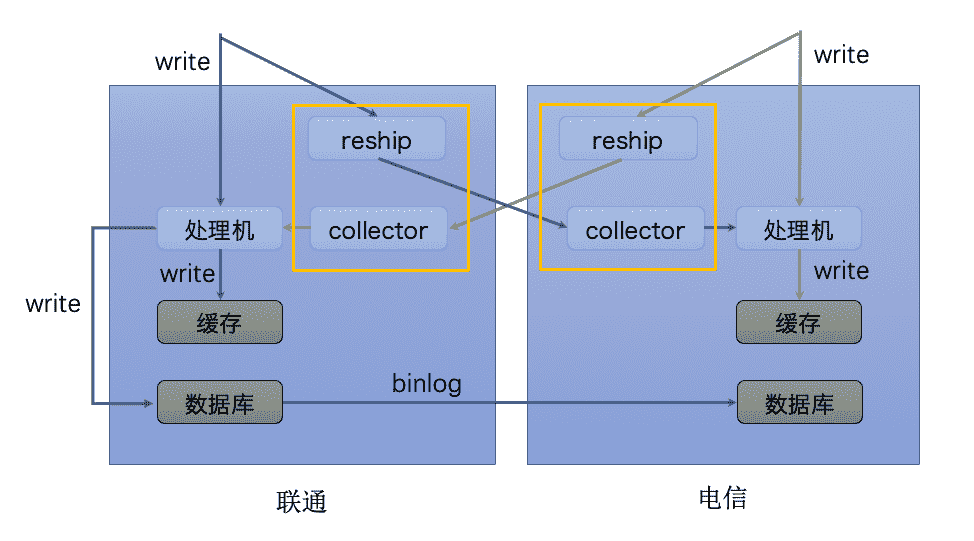 write
write
reship
reship
处理机
collector
collector
处理机
write
write
write
缓存
缓存
binlog
数据库
数据库
联通
电信